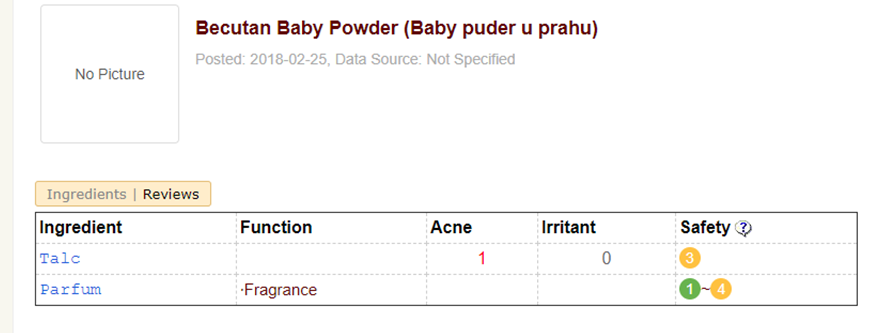 Becutan Baby Powder (Baby puder u prahu)
Posted: 2018-02-25, Data Source: Not Specified
No Picture
Ingredients | Reviews
Ingredient Function Acne Irritant Safety ?
Talc 1 0 3
Parfum ·Fragrance 1~4